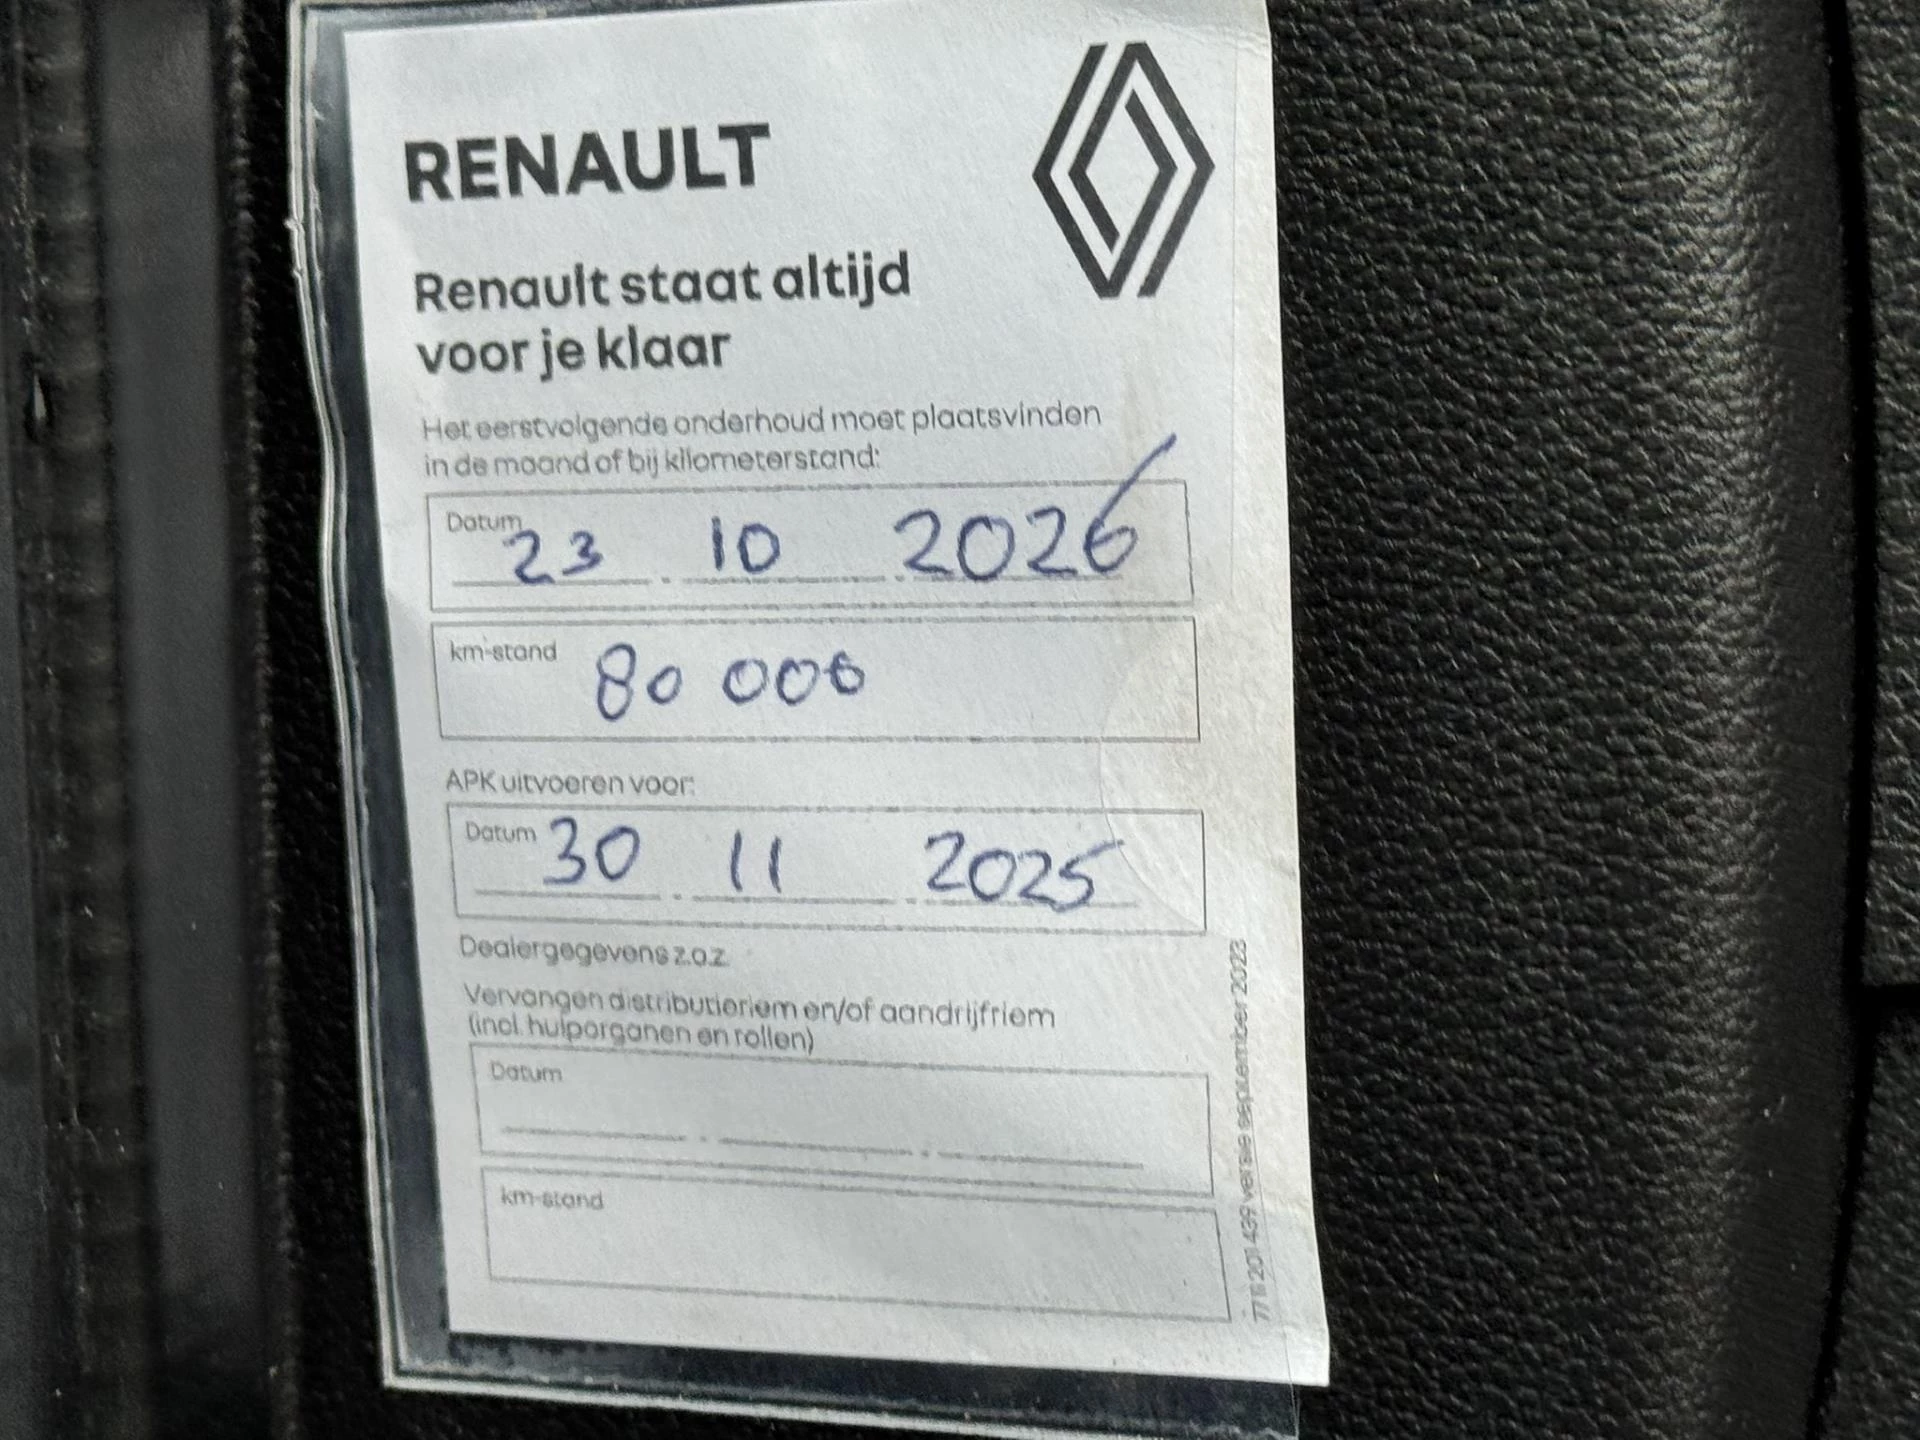 RENAULT
Renault staat altijd
voor je klaar
Het eerstvolgende onderhoud moet plaatsvinden
in de maand of bij kilometerstand:
Datum 23 . 10 . 2026
km-stand 80 000
APK uitvoeren voor:
Datum 30 . 11 . 2025
Dealergegevens z.o.z.
Vervangen distributieriem en/of aandrijfriem
(incl. hulporganen en rollen)
Datum
km-stand
versie september 2023